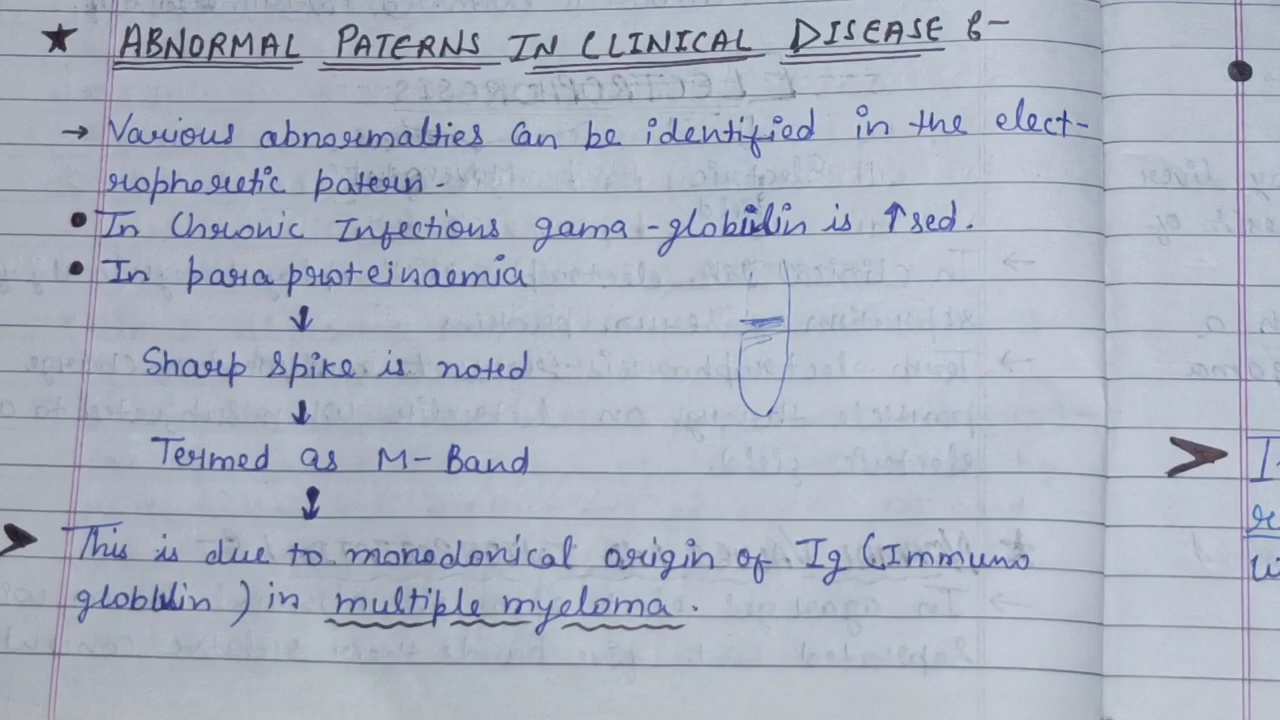 ★ ABNORMAL PATERNS IN CLINICAL DISEASE :-
→ Various abnormalties Can be identified in the elect-
rophoretic patern.
• In Chronic Infections gama-globulin is ↑sed.
• In paraproteinaemia
↓
Sharp spike is noted
↓
Termed as M-Band
↓
➤ This is due to monoclonical origin of Ig (Immuno
globulin) in multiple myeloma.